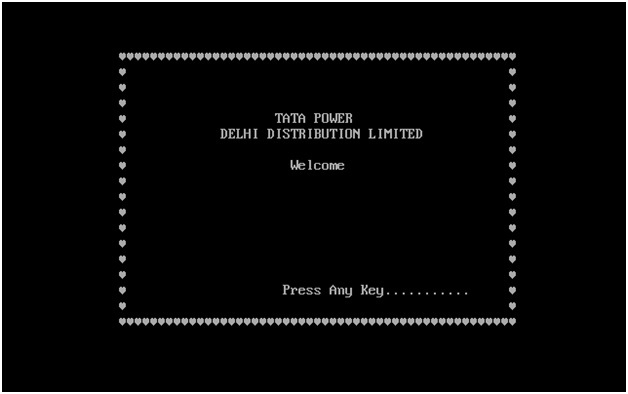 TATA POWER
DELHI DISTRIBUTION LIMITED
Welcome
Press Any Key...........